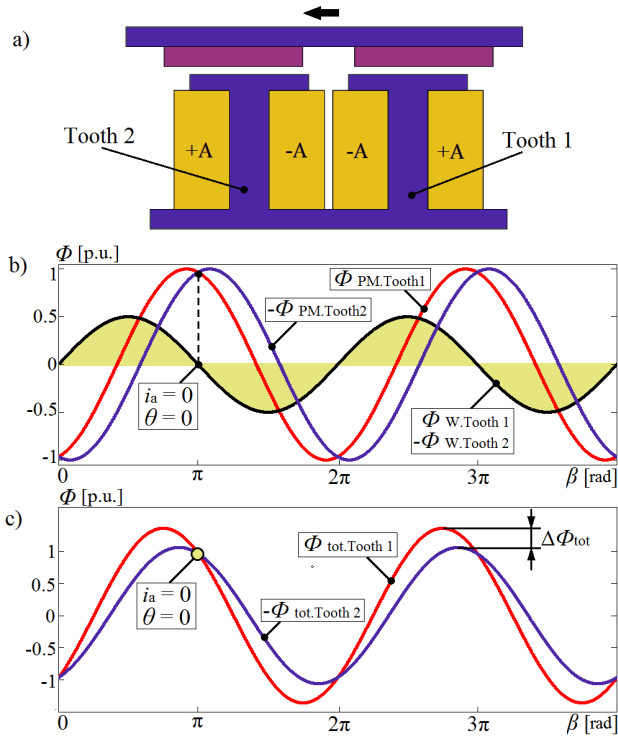 a)
Tooth 2
+A
-A
-A
+A
Tooth 1
b)
Φ [p.u.]
1
0.5
0
-0.5
-1
Φ PM.Tooth1
-Φ PM.Tooth2
ia = 0
θ = 0
Φ W.Tooth 1
-Φ W.Tooth 2
0
π
2π
3π
β [rad]
c)
Φ [p.u.]
1
0.5
0
-0.5
-1
Φ tot.Tooth 1
ΔΦtot
ia = 0
θ = 0
-Φ tot.Tooth 2
0
π
2π
3π
β [rad]